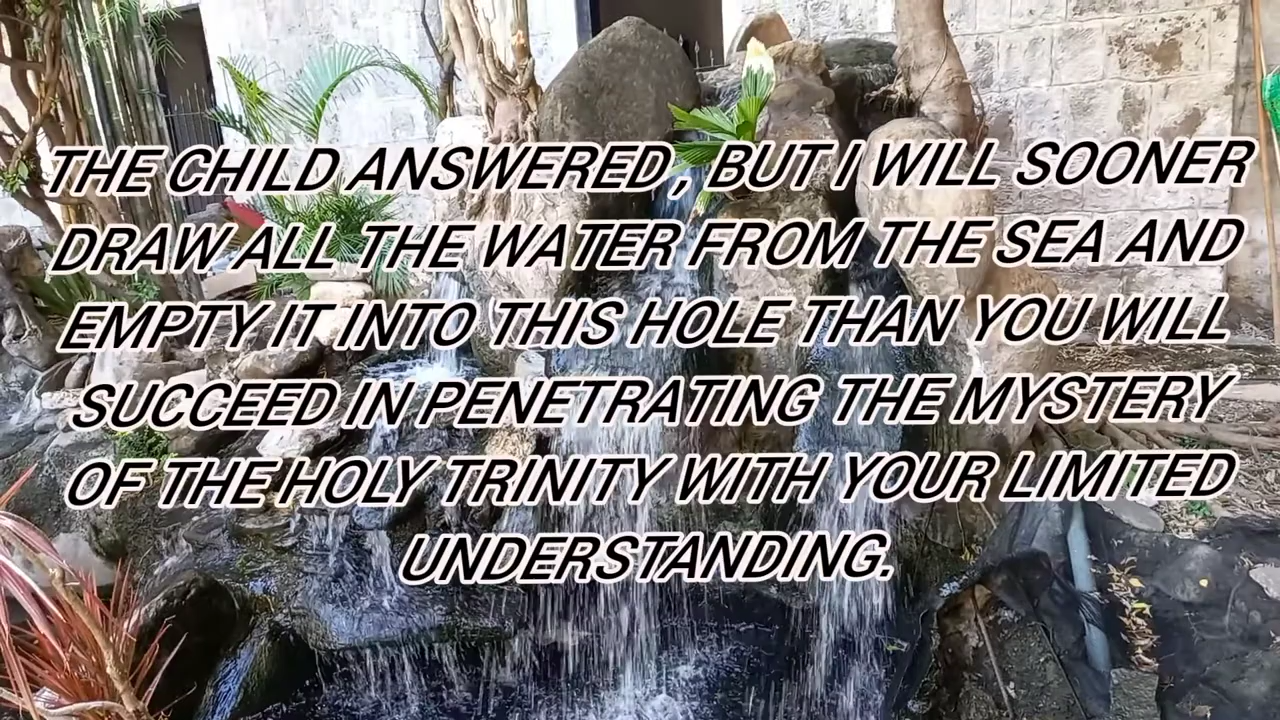 THE CHILD ANSWERED , BUT I WILL SOONER
DRAW ALL THE WATER FROM THE SEA AND
EMPTY IT INTO THIS HOLE THAN YOU WILL
SUCCEED IN PENETRATING THE MYSTERY
OF THE HOLY TRINITY WITH YOUR LIMITED
UNDERSTANDING.